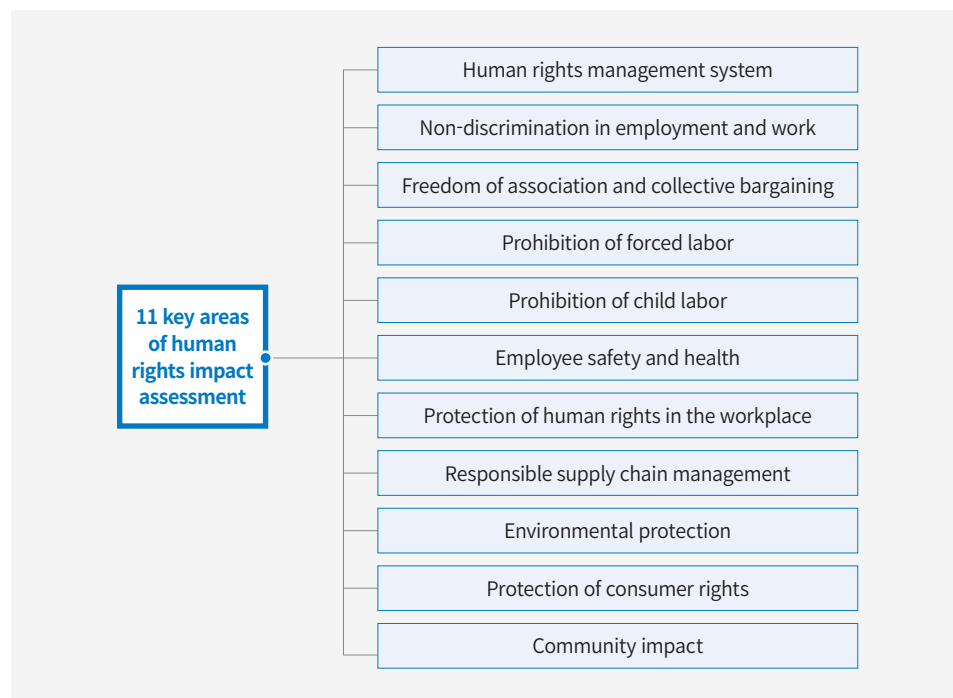 Human rights management system
Non-discrimination in employment and work
Freedom of association and collective bargaining
Prohibition of forced labor
Prohibition of child labor
11 key areas
of human
rights impact
assessment
Employee safety and health
Protection of human rights in the workplace
Responsible supply chain management
Environmental protection
Protection of consumer rights
Community impact